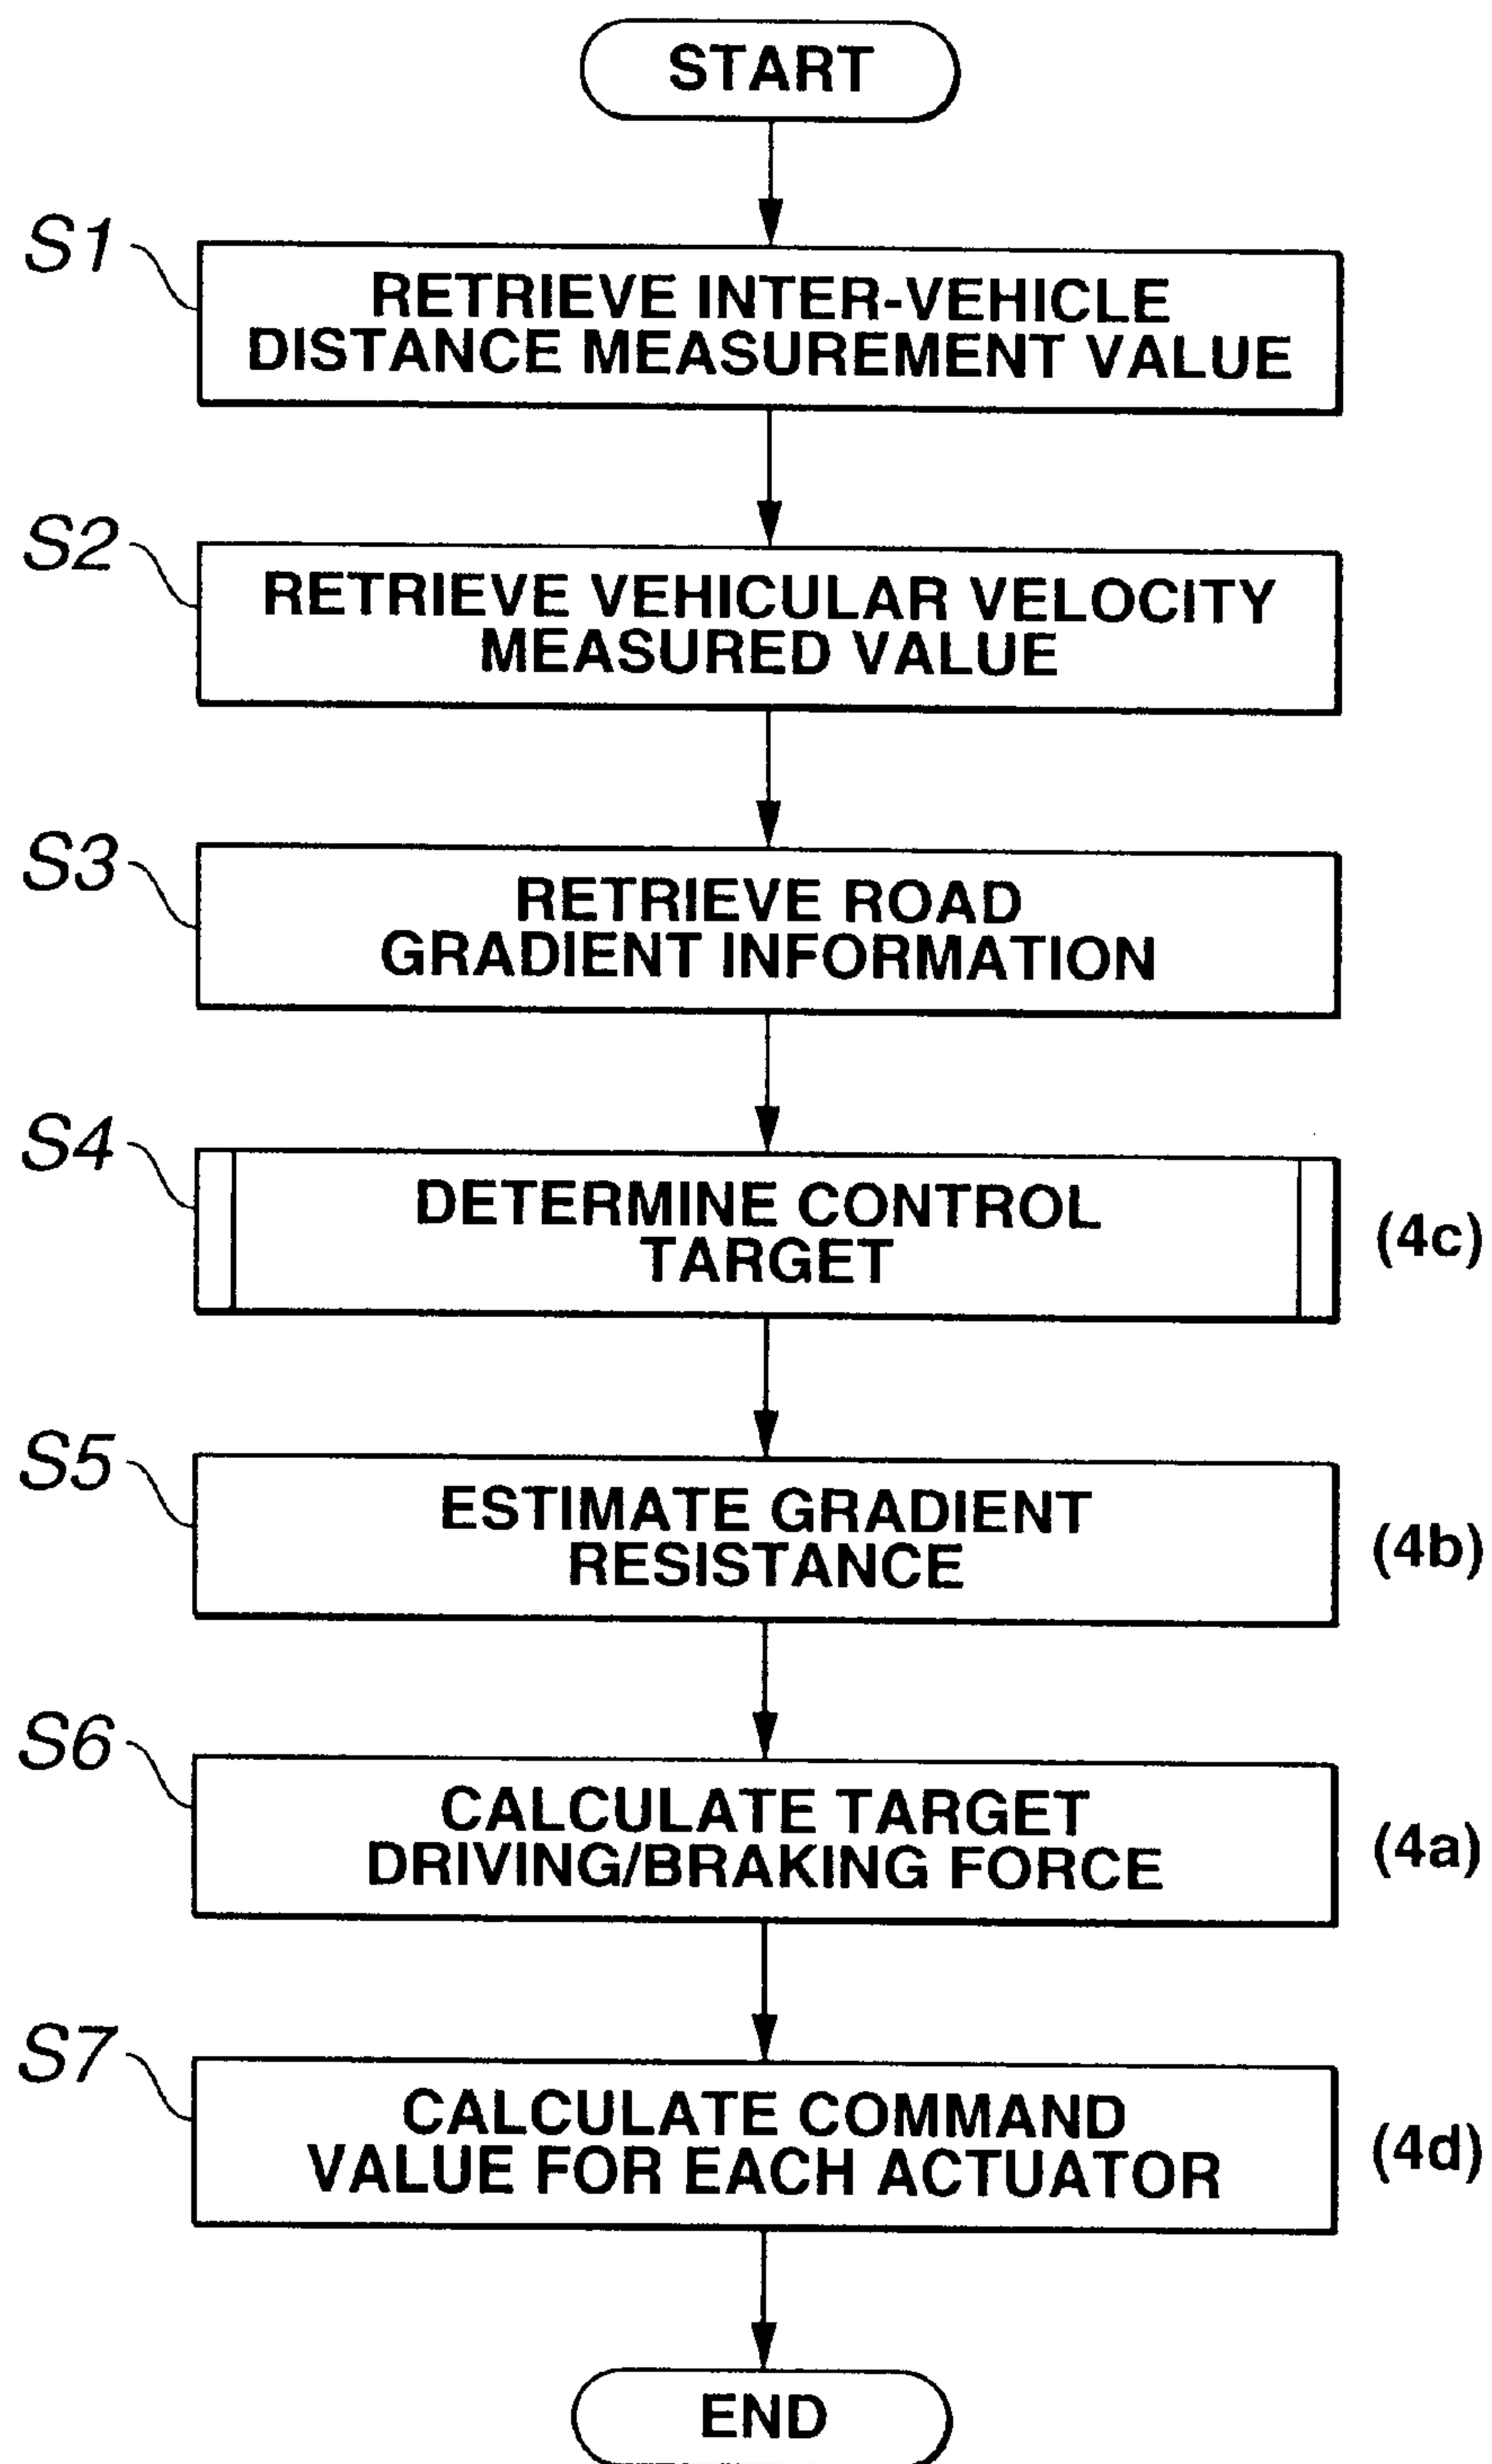 START
S1
RETRIEVE INTER-VEHICLE
DISTANCE MEASUREMENT VALUE
S2
RETRIEVE VEHICULAR VELOCITY
MEASURED VALUE
S3
RETRIEVE ROAD
GRADIENT INFORMATION
S4
DETERMINE CONTROL
TARGET
(4c)
S5
ESTIMATE GRADIENT
RESISTANCE
(4b)
S6
CALCULATE TARGET
DRIVING/BRAKING FORCE
(4a)
S7
CALCULATE COMMAND
VALUE FOR EACH ACTUATOR
(4d)
END